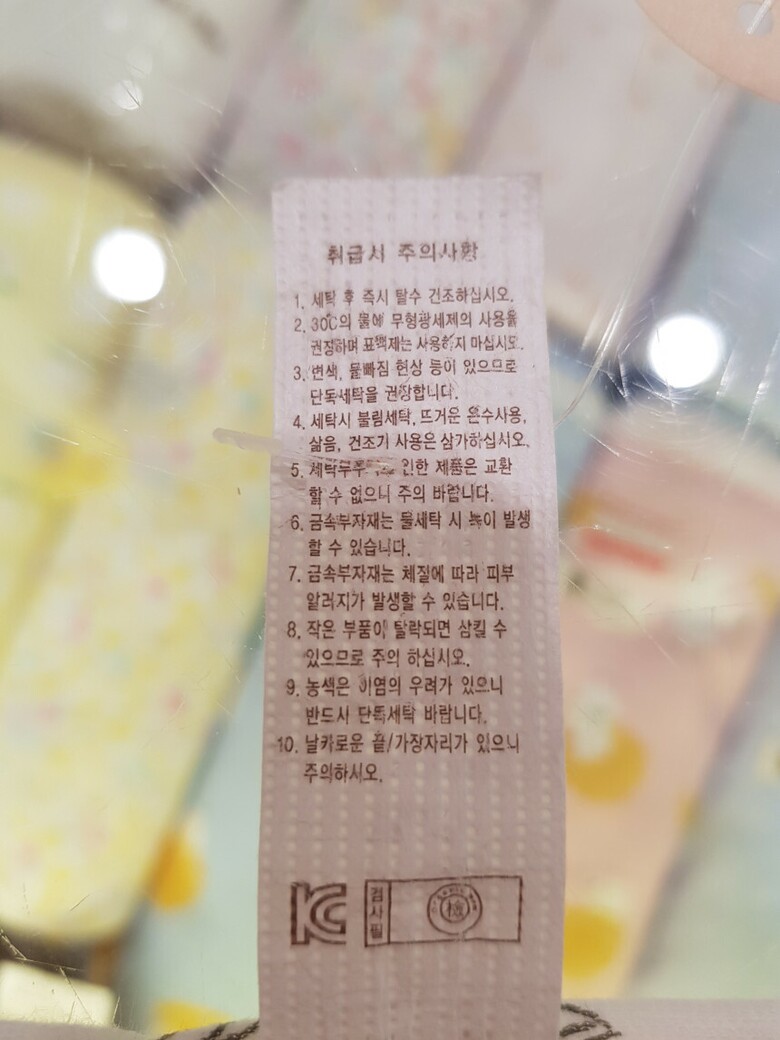 취급시 주의사항
1. 세탁 후 즉시 탈수 건조하십시오.
2. 30C의 물에 무형광세제의 사용을
권장하며 표백제는 사용하지 마십시오.
3. 변색, 물빠짐 현상 등이 있으므로
단독세탁을 권장합니다.
4. 세탁시 불림세탁, 뜨거운 온수사용,
삶음, 건조기 사용은 삼가하십시오.
5. 인한 제품은 교환
할 수 없으니 주의 바랍니다.
6. 금속부자재는 물세탁 시 녹이 발생
할 수 있습니다.
7. 금속부자재는 체질에 따라 피부
알러지가 발생할 수 있습니다.
8. 작은 부품이 탈락되면 삼킬 수
있으므로 주의 하십시오.
9. 농색은 이염의 우려가 있으니
반드시 단독세탁 바랍니다.
10. 날카로운 끝/가장자리가 있으니
주의하시오.
KC 검사필 檢